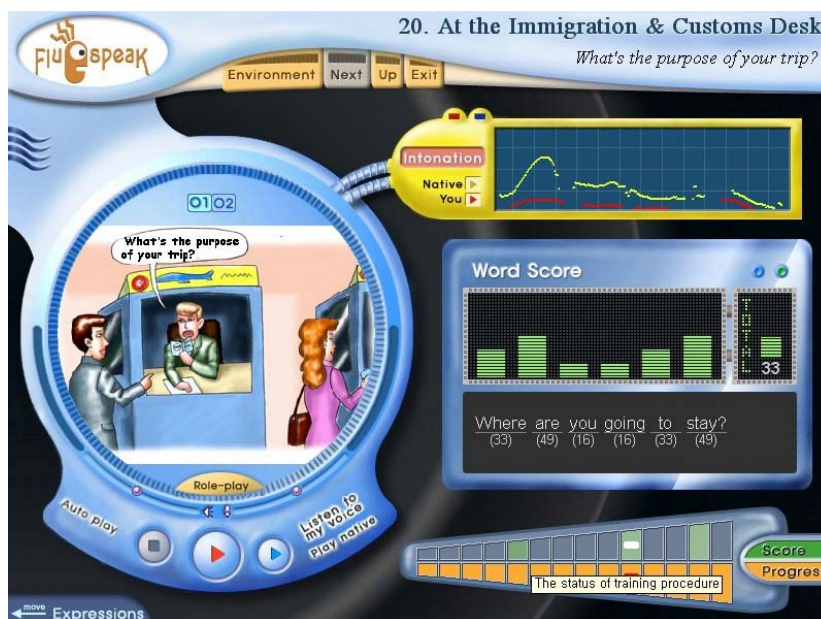 FluSpeak
20. At the Immigration & Customs Desk
What's the purpose of your trip?
Environment Next Up Exit
Intonation
Native
You
01 02
What's the purpose
of your trip?
Word Score
TOTAL
33
Where are you going to stay?
(33) (49) (16) (16) (33) (49)
Role-play
Auto play
Listen to
my voice
Play native
Score
Progres
The status of training procedure
move Expressions